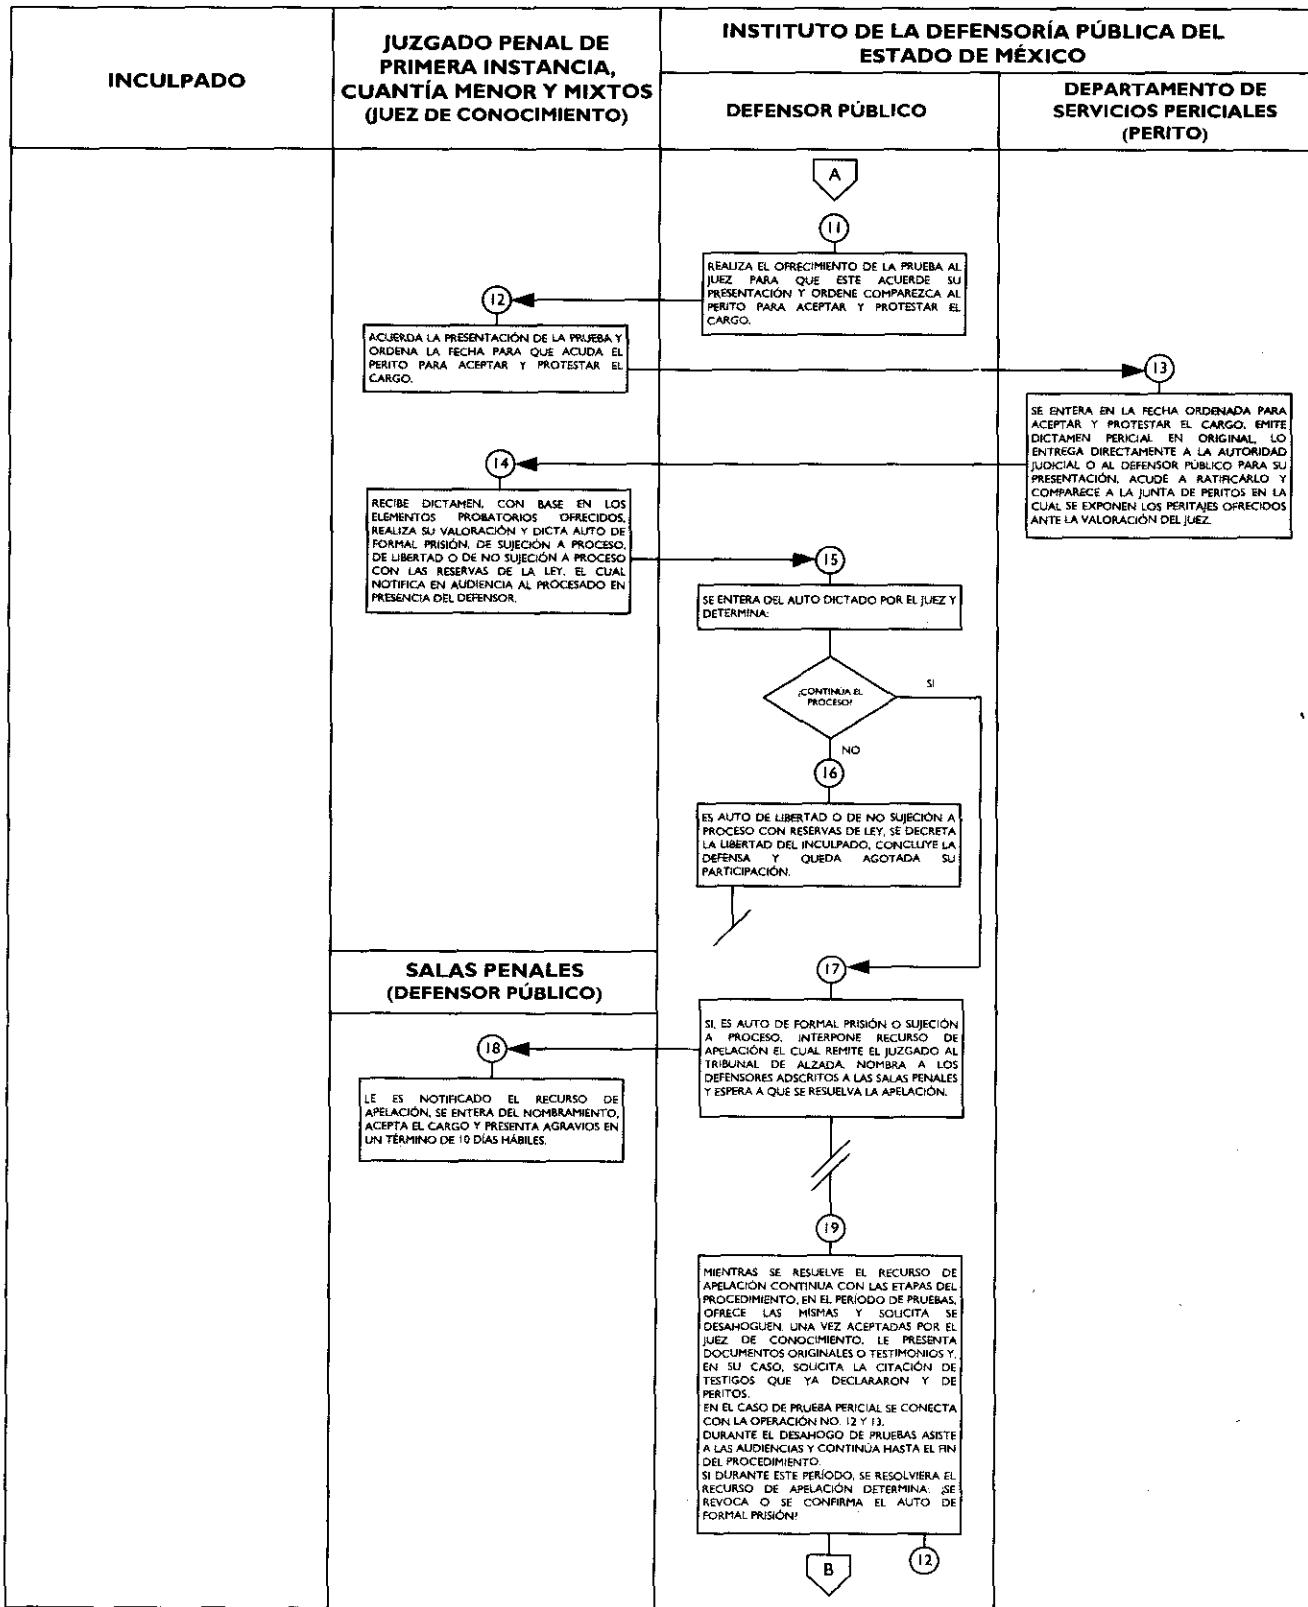 INCULPADO
JUZGADO PENAL DE
PRIMERA INSTANCIA,
CUANTÍA MENOR Y MIXTOS
(JUEZ DE CONOCIMIENTO)
INSTITUTO DE LA DEFENSORÍA PÚBLICA DEL
ESTADO DE MÉXICO
DEFENSOR PÚBLICO
DEPARTAMENTO DE
SERVICIOS PERICIALES
(PERITO)
A
11
REALIZA EL OFRECIMIENTO DE LA PRUEBA AL
JUEZ PARA QUE ESTE ACUERDE SU
PRESENTACIÓN Y ORDENE COMPAREZCA AL
PERITO PARA ACEPTAR Y PROTESTAR EL
CARGO.
12
ACUERDA LA PRESENTACIÓN DE LA PRUEBA Y
ORDENA LA FECHA PARA QUE ACUDA EL
PERITO PARA ACEPTAR Y PROTESTAR EL
CARGO.
13
SE ENTERA EN LA FECHA ORDENADA PARA
ACEPTAR Y PROTESTAR EL CARGO, EMITE
DICTAMEN PERICIAL EN ORIGINAL, LO
ENTREGA DIRECTAMENTE A LA AUTORIDAD
JUDICIAL O AL DEFENSOR PÚBLICO PARA SU
PRESENTACIÓN, ACUDE A RATIFICARLO Y
COMPARECE A LA JUNTA DE PERITOS EN LA
CUAL SE EXPONEN LOS PERITAJES OFRECIDOS
ANTE LA VALORACIÓN DEL JUEZ.
14
RECIBE DICTAMEN, CON BASE EN LOS
ELEMENTOS PROBATORIOS OFRECIDOS,
REALIZA SU VALORACIÓN Y DICTA AUTO DE
FORMAL PRISIÓN, DE SUJECIÓN A PROCESO,
DE LIBERTAD O DE NO SUJECIÓN A PROCESO
CON LAS RESERVAS DE LA LEY, EL CUAL
NOTIFICA EN AUDIENCIA AL PROCESADO EN
PRESENCIA DEL DEFENSOR.
15
SE ENTERA DEL AUTO DICTADO POR EL JUEZ Y
DETERMINA:
¿CONTINÚA EL
PROCESO?
SI
NO
16
ES AUTO DE LIBERTAD O DE NO SUJECIÓN A
PROCESO CON RESERVAS DE LEY, SE DECRETA
LA LIBERTAD DEL INCULPADO, CONCLUYE LA
DEFENSA Y QUEDA AGOTADA SU
PARTICIPACIÓN.
SALAS PENALES
(DEFENSOR PÚBLICO)
17
SI, ES AUTO DE FORMAL PRISIÓN O SUJECIÓN
A PROCESO, INTERPONE RECURSO DE
APELACIÓN EL CUAL REMITE EL JUZGADO AL
TRIBUNAL DE ALZADA, NOMBRA A LOS
DEFENSORES ADSCRITOS A LAS SALAS PENALES
Y ESPERA A QUE SE RESUELVA LA APELACIÓN.
18
LE ES NOTIFICADO EL RECURSO DE
APELACIÓN, SE ENTERA DEL NOMBRAMIENTO,
ACEPTA EL CARGO Y PRESENTA AGRAVIOS EN
UN TÉRMINO DE 10 DÍAS HÁBILES.
19
MIENTRAS SE RESUELVE EL RECURSO DE
APELACIÓN CONTINUA CON LAS ETAPAS DEL
PROCEDIMIENTO, EN EL PERÍODO DE PRUEBAS,
OFRECE LAS MISMAS Y SOLICITA SE
DESAHOGUEN, UNA VEZ ACEPTADAS POR EL
JUEZ DE CONOCIMIENTO, LE PRESENTA
DOCUMENTOS ORIGINALES O TESTIMONIOS Y,
EN SU CASO, SOLICITA LA CITACIÓN DE
TESTIGOS QUE YA DECLARARON Y DE
PERITOS.
EN EL CASO DE PRUEBA PERICIAL SE CONECTA
CON LA OPERACIÓN NO. 12 Y 13.
DURANTE EL DESAHOGO DE PRUEBAS ASISTE
A LAS AUDIENCIAS Y CONTINÚA HASTA EL FIN
DEL PROCEDIMIENTO.
SI DURANTE ESTE PERÍODO, SE RESOLVIERA EL
RECURSO DE APELACIÓN DETERMINA: ¿SE
REVOCA O SE CONFIRMA EL AUTO DE
FORMAL PRISIÓN?
B
12